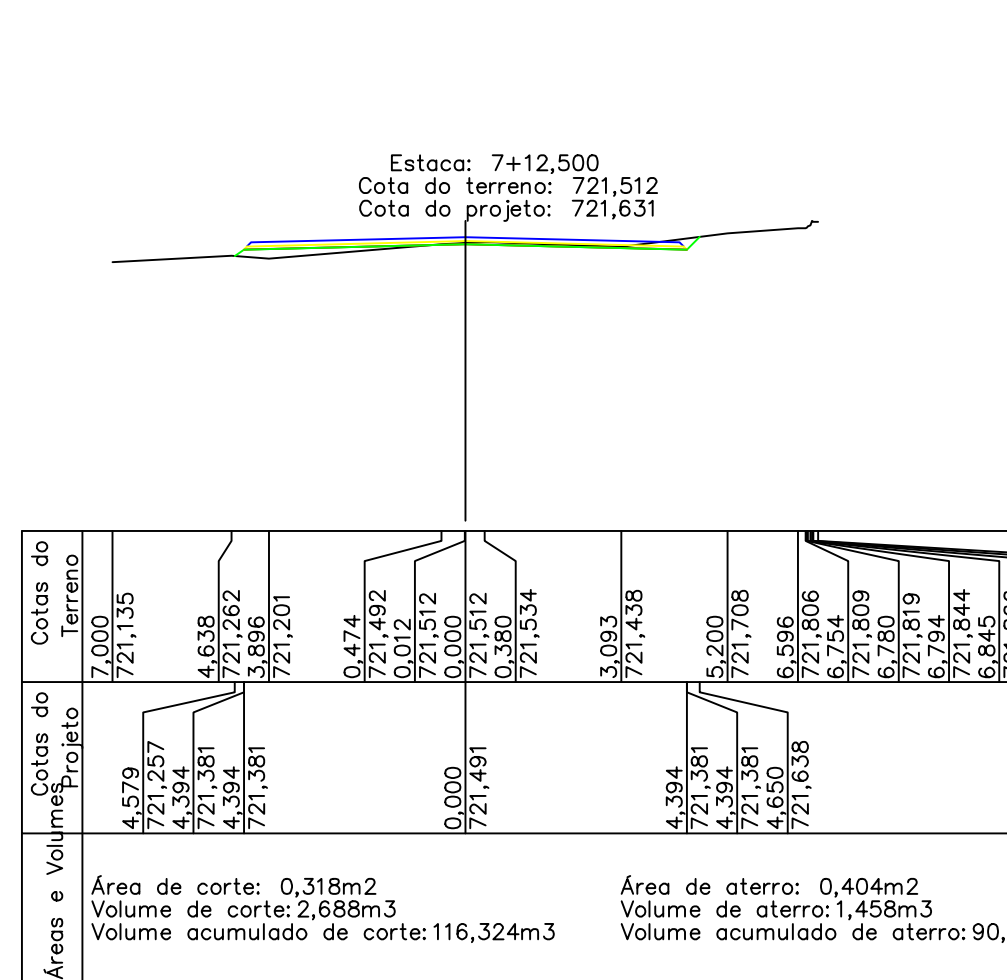 Estaca: 7+12,500
Cota do terreno: 721,512
Cota do projeto: 721,631
Cotas do
Terreno
7,000
721,135
4,638
721,262
3,896
721,201
0,474
721,492
0,012
721,512
0,000
721,512
0,380
721,534
3,093
721,438
5,200
721,708
6,596
721,806
6,754
721,809
6,780
721,819
6,794
721,844
6,845
Cotas do
Projeto
4,579
721,257
4,394
721,381
4,394
721,381
0,000
721,491
4,394
721,381
4,394
721,381
4,650
721,638
Áreas e Volumes
Área de corte: 0,318m2
Volume de corte: 2,688m3
Volume acumulado de corte: 116,324m3
Área de aterro: 0,404m2
Volume de aterro: 1,458m3
Volume acumulado de aterro: 90,